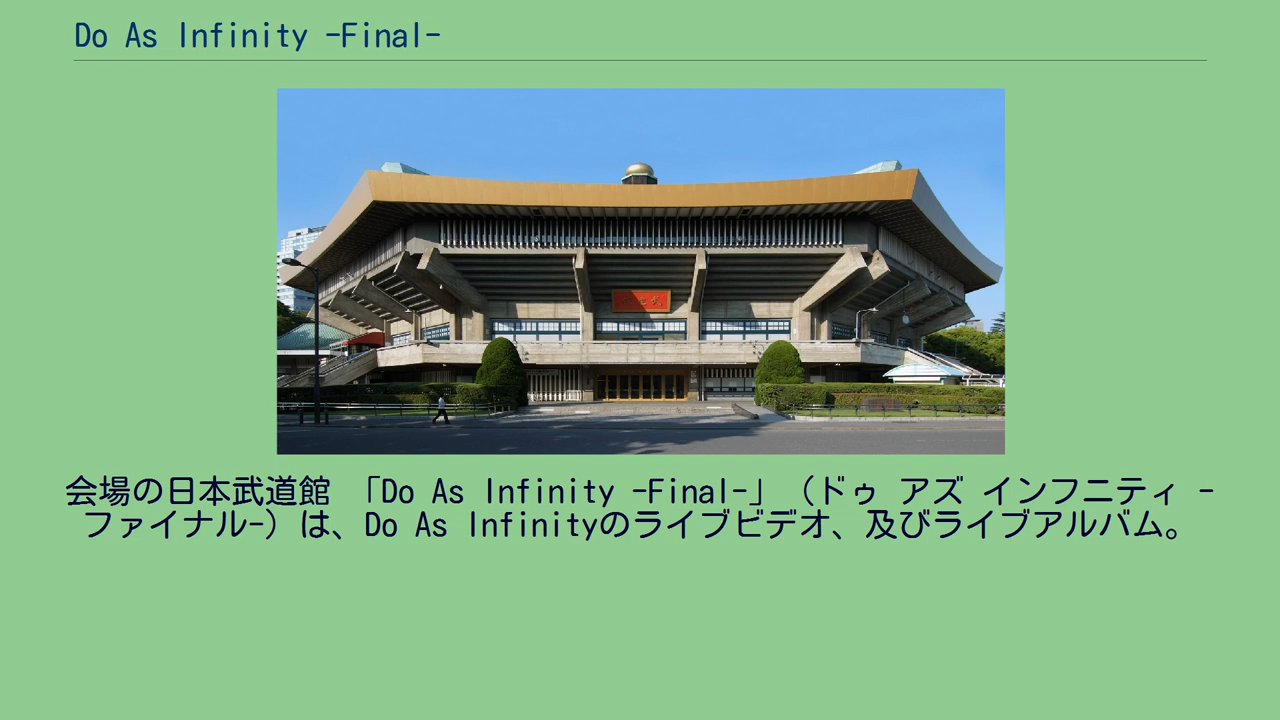 Do As Infinity -Final-
会場の日本武道館 「Do As Infinity -Final-」（ドゥ アズ インフニティ -
ファイナル-）は、Do As Infinityのライブビデオ、及びライブアルバム。